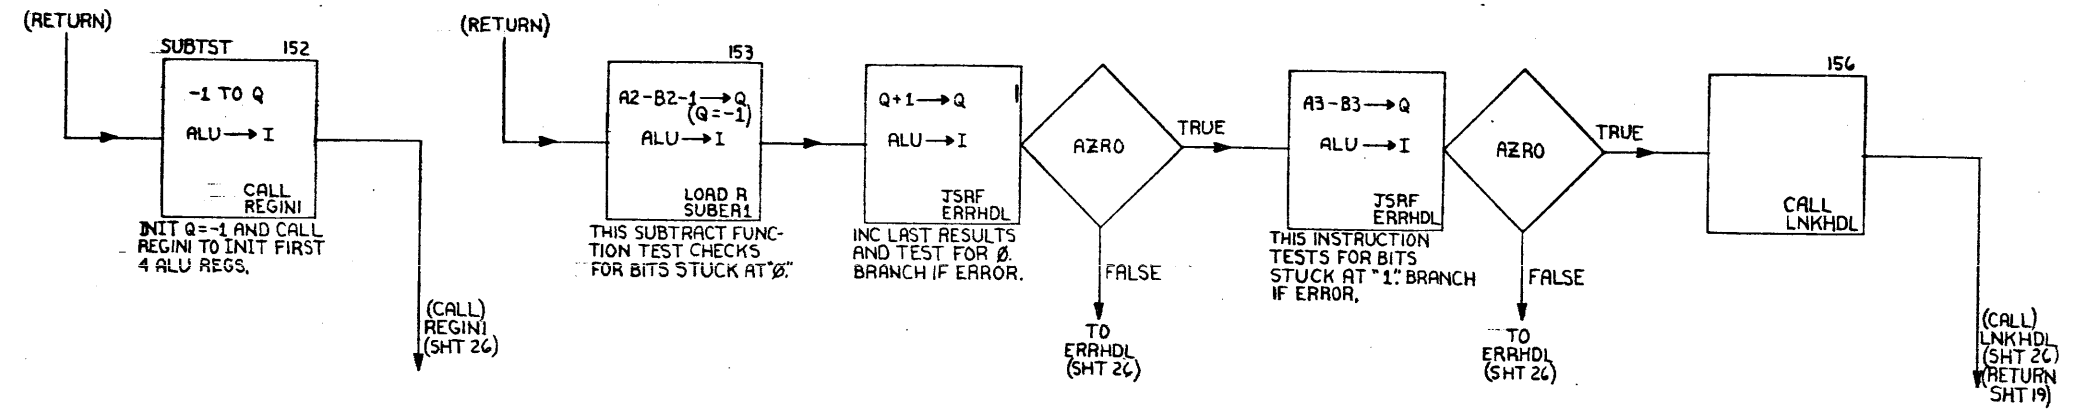 (RETURN)
SUBTST 152
-1 TO Q
ALU→I
CALL
REGINI
INIT Q=-1 AND CALL
REGINI TO INIT FIRST
4 ALU REGS.
(CALL)
REGINI
(SHT 26)
(RETURN)
153
A2-B2-1→Q
(Q=-1)
ALU→I
LOAD R
SUBER1
THIS SUBTRACT FUNC-
TION TEST CHECKS
FOR BITS STUCK AT "Ø."
Q+1→Q
ALU→I
JSRF
ERRHDL
INC LAST RESULTS
AND TEST FOR Ø.
BRANCH IF ERROR.
AZRO
TRUE
FALSE
TO
ERRHDL
(SHT 26)
A3-B3→Q
ALU→I
JSRF
ERRHDL
THIS INSTRUCTION
TESTS FOR BITS
STUCK AT "1." BRANCH
IF ERROR.
AZRO
TRUE
FALSE
TO
ERRHDL
(SHT 26)
156
CALL
LNKHDL
(CALL)
LNKHDL
(SHT 26)
(RETURN
SHT 19)